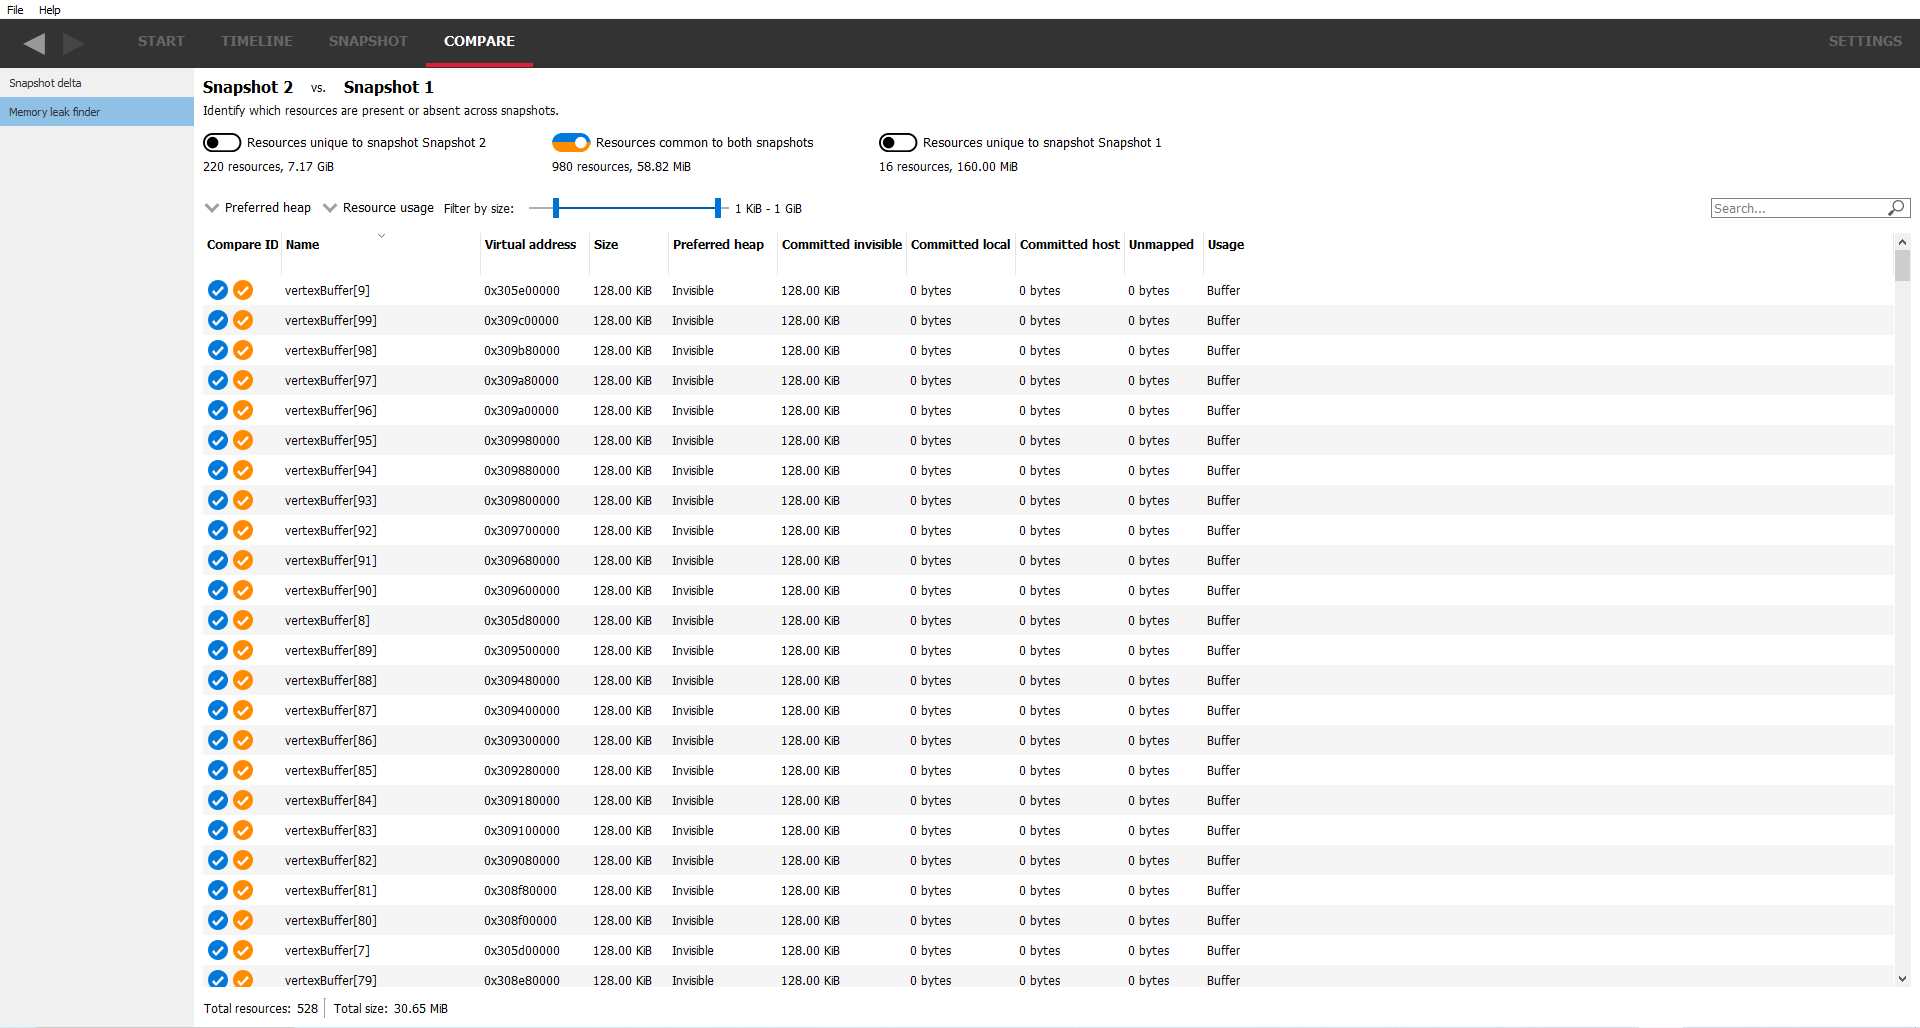 File Help
START TIMELINE SNAPSHOT COMPARE SETTINGS
Snapshot delta
Memory leak finder
Snapshot 2 vs. Snapshot 1
Identify which resources are present or absent across snapshots.
Resources unique to snapshot Snapshot 2 Resources common to both snapshots Resources unique to snapshot Snapshot 1
220 resources, 7.17 GiB 980 resources, 58.82 MiB 16 resources, 160.00 MiB
Preferred heap Resource usage Filter by size: 1 KiB - 1 GiB Search...
Compare ID Name Virtual address Size Preferred heap Committed invisible Committed local Committed host Unmapped Usage
vertexBuffer[9] 0x305e00000 128.00 KiB Invisible 128.00 KiB 0 bytes 0 bytes 0 bytes Buffer
vertexBuffer[99] 0x309c00000 128.00 KiB Invisible 128.00 KiB 0 bytes 0 bytes 0 bytes Buffer
vertexBuffer[98] 0x309b80000 128.00 KiB Invisible 128.00 KiB 0 bytes 0 bytes 0 bytes Buffer
vertexBuffer[97] 0x309a80000 128.00 KiB Invisible 128.00 KiB 0 bytes 0 bytes 0 bytes Buffer
vertexBuffer[96] 0x309a00000 128.00 KiB Invisible 128.00 KiB 0 bytes 0 bytes 0 bytes Buffer
vertexBuffer[95] 0x309980000 128.00 KiB Invisible 128.00 KiB 0 bytes 0 bytes 0 bytes Buffer
vertexBuffer[94] 0x309880000 128.00 KiB Invisible 128.00 KiB 0 bytes 0 bytes 0 bytes Buffer
vertexBuffer[93] 0x309800000 128.00 KiB Invisible 128.00 KiB 0 bytes 0 bytes 0 bytes Buffer
vertexBuffer[92] 0x309700000 128.00 KiB Invisible 128.00 KiB 0 bytes 0 bytes 0 bytes Buffer
vertexBuffer[91] 0x309680000 128.00 KiB Invisible 128.00 KiB 0 bytes 0 bytes 0 bytes Buffer
vertexBuffer[90] 0x309600000 128.00 KiB Invisible 128.00 KiB 0 bytes 0 bytes 0 bytes Buffer
vertexBuffer[8] 0x305d80000 128.00 KiB Invisible 128.00 KiB 0 bytes 0 bytes 0 bytes Buffer
vertexBuffer[89] 0x309500000 128.00 KiB Invisible 128.00 KiB 0 bytes 0 bytes 0 bytes Buffer
vertexBuffer[88] 0x309480000 128.00 KiB Invisible 128.00 KiB 0 bytes 0 bytes 0 bytes Buffer
vertexBuffer[87] 0x309400000 128.00 KiB Invisible 128.00 KiB 0 bytes 0 bytes 0 bytes Buffer
vertexBuffer[86] 0x309300000 128.00 KiB Invisible 128.00 KiB 0 bytes 0 bytes 0 bytes Buffer
vertexBuffer[85] 0x309280000 128.00 KiB Invisible 128.00 KiB 0 bytes 0 bytes 0 bytes Buffer
vertexBuffer[84] 0x309180000 128.00 KiB Invisible 128.00 KiB 0 bytes 0 bytes 0 bytes Buffer
vertexBuffer[83] 0x309100000 128.00 KiB Invisible 128.00 KiB 0 bytes 0 bytes 0 bytes Buffer
vertexBuffer[82] 0x309080000 128.00 KiB Invisible 128.00 KiB 0 bytes 0 bytes 0 bytes Buffer
vertexBuffer[81] 0x308f80000 128.00 KiB Invisible 128.00 KiB 0 bytes 0 bytes 0 bytes Buffer
vertexBuffer[80] 0x308f00000 128.00 KiB Invisible 128.00 KiB 0 bytes 0 bytes 0 bytes Buffer
vertexBuffer[7] 0x305d00000 128.00 KiB Invisible 128.00 KiB 0 bytes 0 bytes 0 bytes Buffer
vertexBuffer[79] 0x308e80000 128.00 KiB Invisible 128.00 KiB 0 bytes 0 bytes 0 bytes Buffer
Total resources: 528 Total size: 30.65 MiB